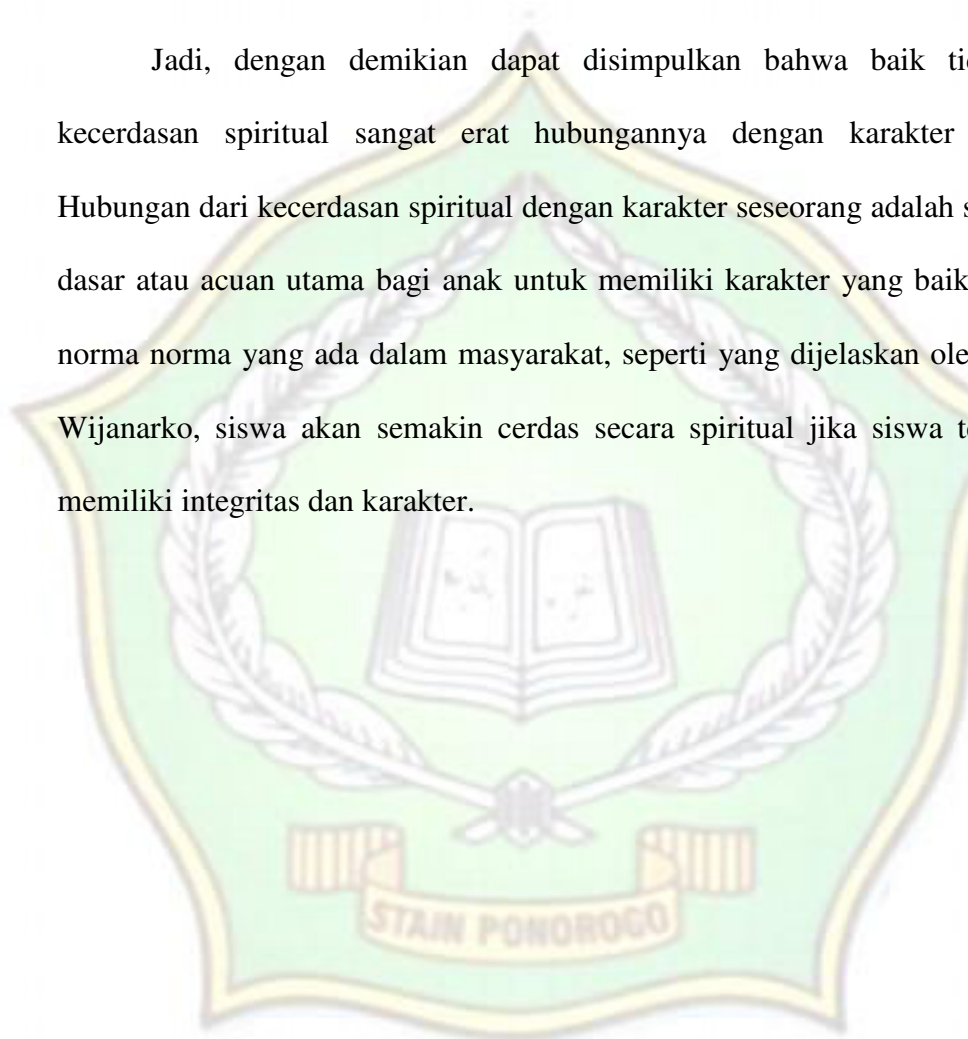 Jadi, dengan demikian dapat disimpulkan bahwa baik
kecerdasan spiritual sangat erat hubungannya dengan karakter
Hubungan dari kecerdasan spiritual dengan karakter seseorang adalah
dasar atau acuan utama bagi anak untuk memiliki karakter yang baik
norma norma yang ada dalam masyarakat, seperti yang dijelaskan
Wijanarko, siswa akan semakin cerdas secara spiritual jika siswa
memiliki integritas dan karakter.
STAIN PONOROGO